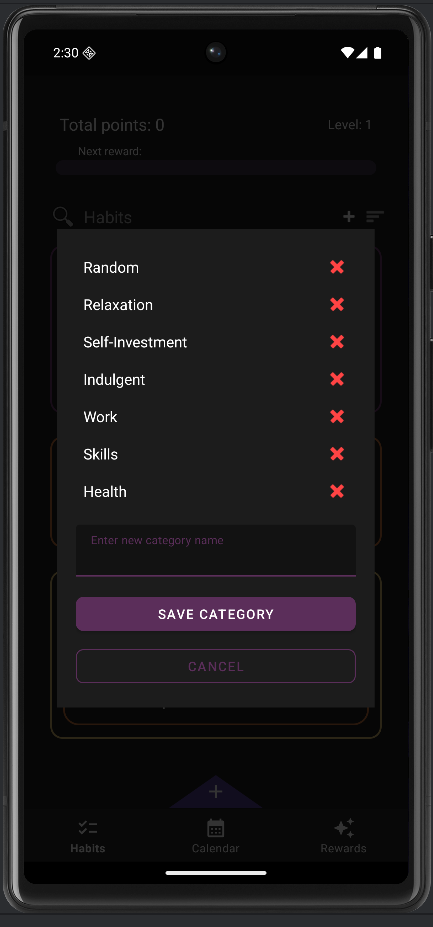 2:30
Total points: 0
Level: 1
Next reward:
Habits
Random
Relaxation
Self-Investment
Indulgent
Work
Skills
Health
Enter new category name
SAVE CATEGORY
CANCEL
Habits
Calendar
Rewards